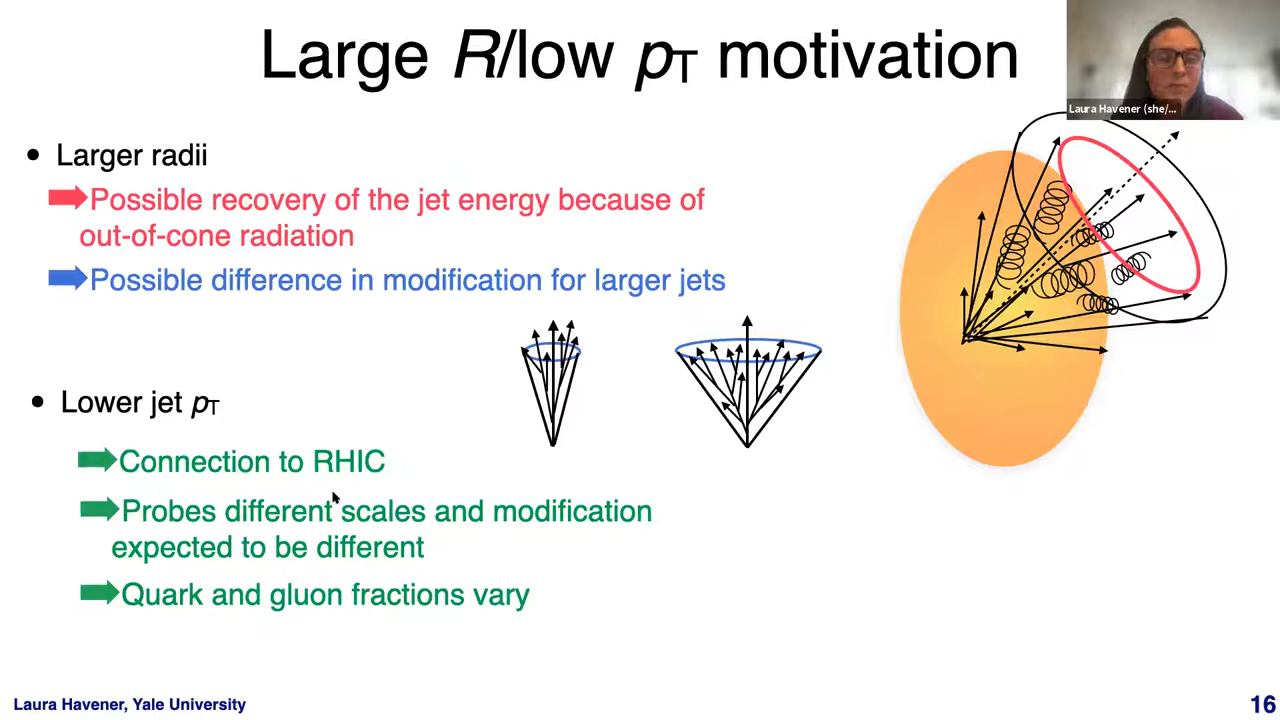 Large R/low pT motivation
Laura Havener (she/...
• Larger radii
Possible recovery of the jet energy because of
out-of-cone radiation
Possible difference in modification for larger jets
• Lower jet pT
Connection to RHIC
Probes different scales and modification
expected to be different
Quark and gluon fractions vary
Laura Havener, Yale University
16